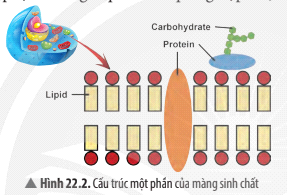 Carbohydrate
Protein
Lipid
▲ Hình 22.2. Cấu trúc một phần của màng sinh chất